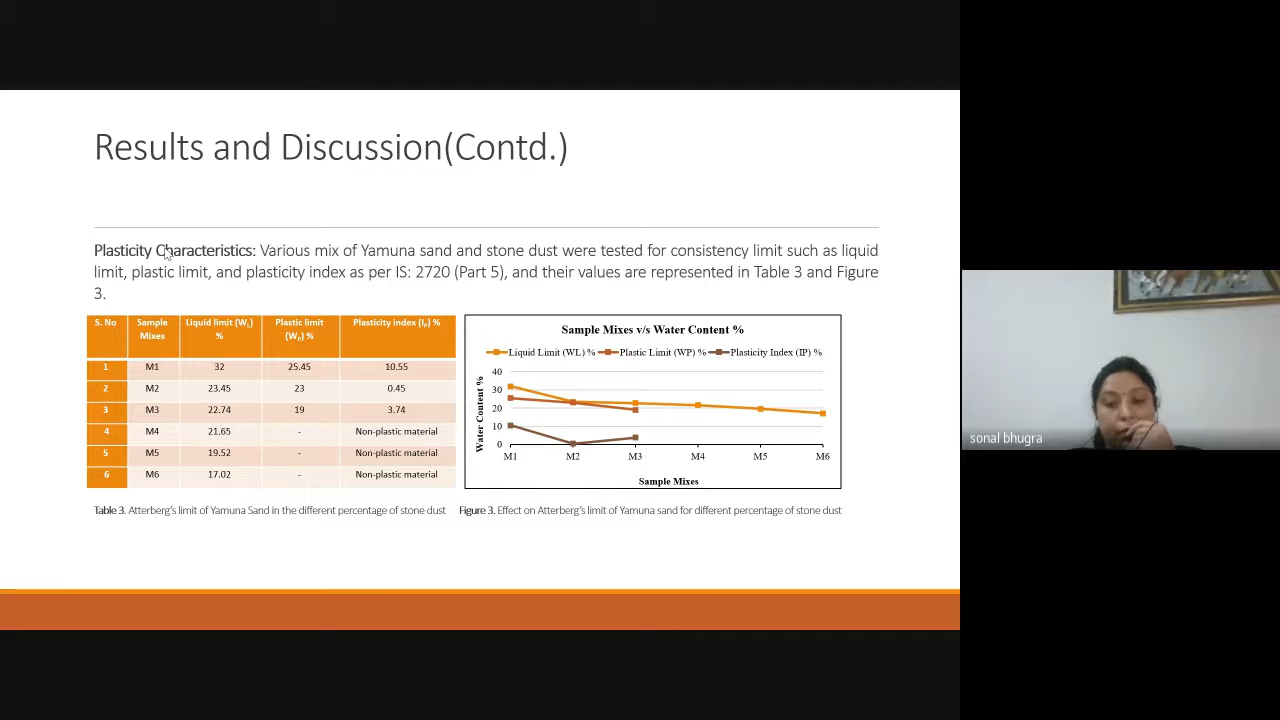 Results and Discussion(Contd.)
Plasticity Characteristics: Various mix of Yamuna sand and stone dust were tested for consistency limit such as liquid
limit, plastic limit, and plasticity index as per IS: 2720 (Part 5), and their values are represented in Table 3 and Figure
3.
S. No Sample Mixes Liquid limit (WL) % Plastic limit (WP) % Plasticity index (IP) %
1 M1 32 25.45 10.55
2 M2 23.45 23 0.45
3 M3 22.74 19 3.74
4 M4 21.65 - Non-plastic material
5 M5 19.52 - Non-plastic material
6 M6 17.02 - Non-plastic material
Table 3. Atterberg's limit of Yamuna Sand in the different percentage of stone dust
Sample Mixes v/s Water Content %
Liquid Limit (WL) % Plastic Limit (WP) % Plasticity Index (IP) %
Water Content %
40
30
20
10
0
M1 M2 M3 M4 M5 M6
Sample Mixes
Figure 3. Effect on Atterberg's limit of Yamuna sand for different percentage of stone dust
sonal bhugra